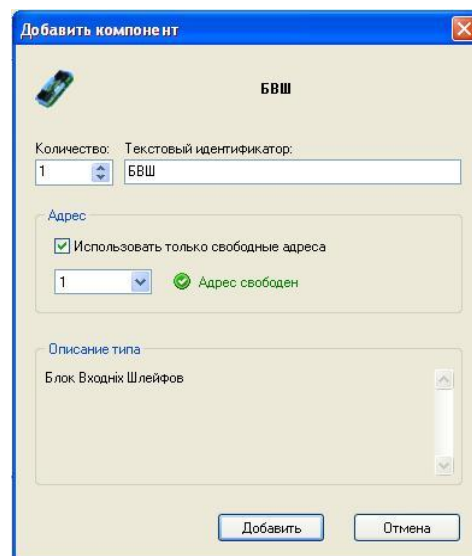 Добавить компонент
БВШ
Количество: Текстовый идентификатор:
1 БВШ
Адрес
Использовать только свободные адреса
1 Адрес свободен
Описание типа
Блок Входніх Шлейфов
Добавить Отмена